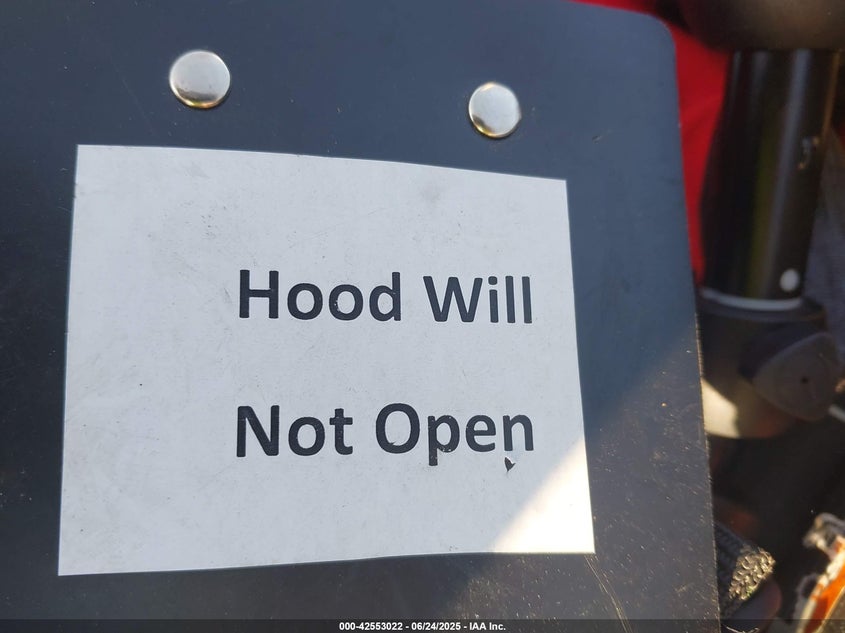 Hood Will
Not Open
000-42553022 - 06/24/2025 - IAA Inc.